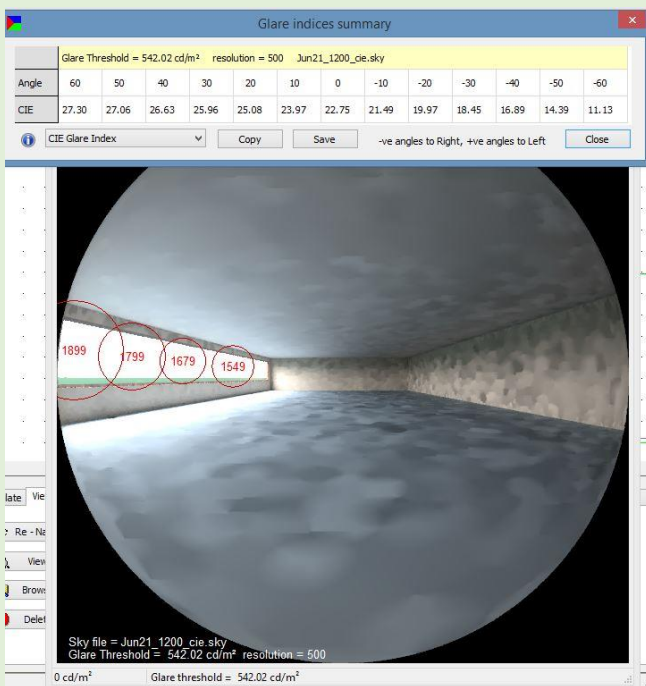 Glare indices summary
Glare Threshold = 542.02 cd/m² resolution = 500 Jun21_1200_cie.sky
Angle 60 50 40 30 20 10 0 -10 -20 -30 -40 -50 -60
CIE 27.30 27.06 26.63 25.96 25.08 23.97 22.75 21.49 19.97 18.45 16.89 14.39 11.13
CIE Glare Index Copy Save -ve angles to Right, +ve angles to Left Close
1899 1799 1679 1549
late Vie
Re - Na
View
Brow
Delet
Sky file = Jun21_1200_cie.sky
Glare Threshold = 542.02 cd/m² resolution = 500
0 cd/m² Glare threshold = 542.02 cd/m²